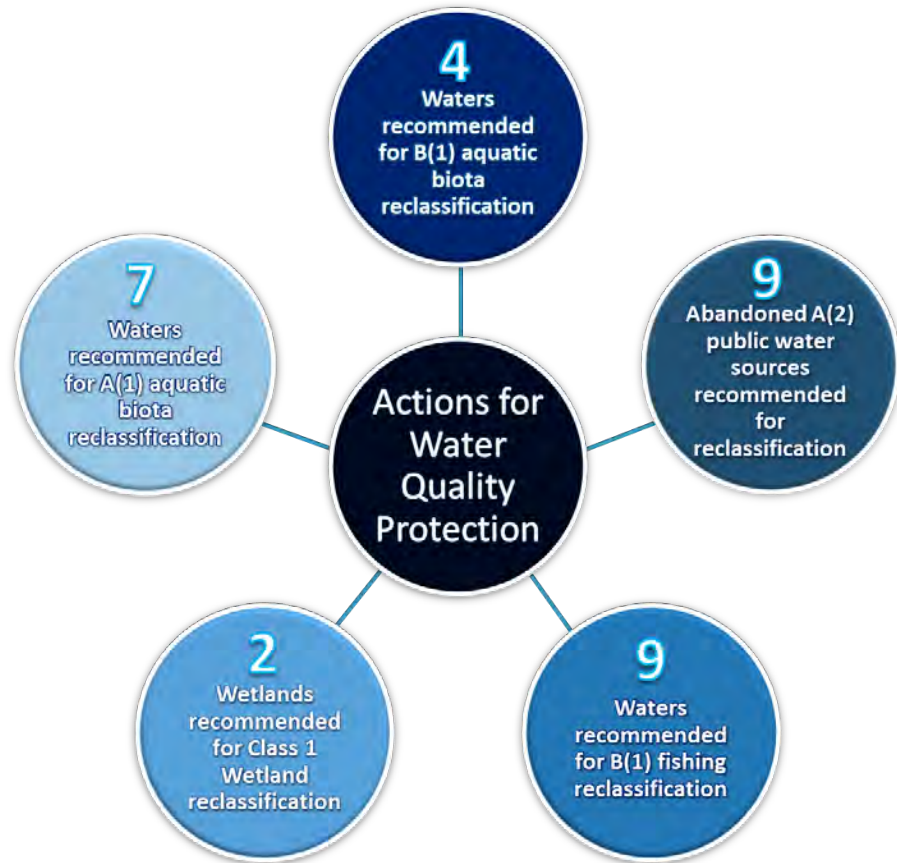 4
Waters
recommended
for B(1) aquatic
biota
reclassification
7
Waters
recommended
for A(1) aquatic
biota
reclassification
9
Abandoned A(2)
public water
sources
recommended
for
reclassification
Actions for
Water
Quality
Protection
2
Wetlands
recommended
for Class 1
Wetland
reclassification
9
Waters
recommended
for B(1) fishing
reclassification